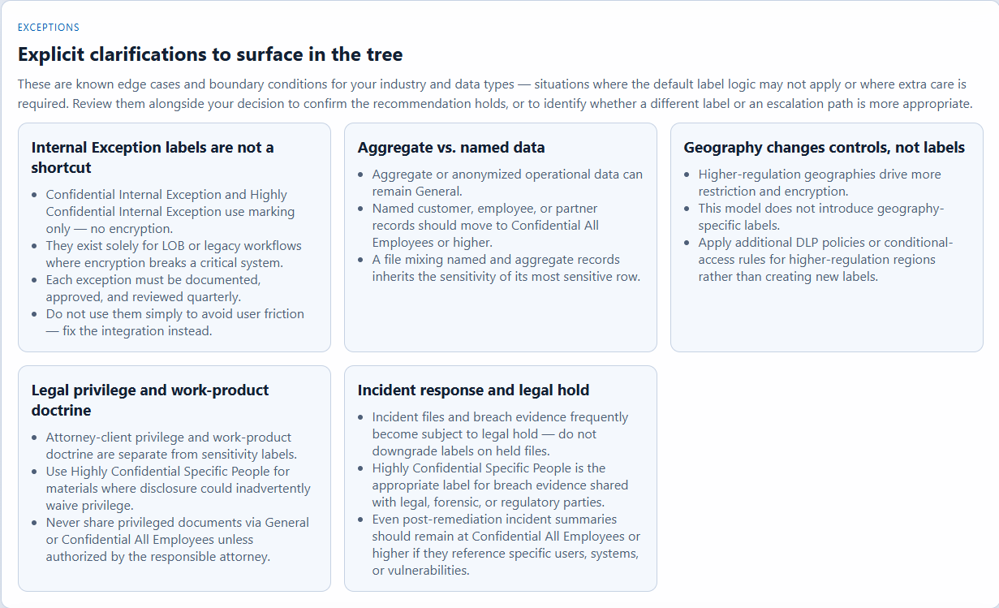 EXCEPTIONS
Explicit clarifications to surface in the tree
These are known edge cases and boundary conditions for your industry and data types — situations where the default label logic may not apply or where extra care is
required. Review them alongside your decision to confirm the recommendation holds, or to identify whether a different label or an escalation path is more appropriate.
Internal Exception labels are not a
shortcut
• Confidential Internal Exception and Highly
Confidential Internal Exception use marking
only — no encryption.
• They exist solely for LOB or legacy workflows
where encryption breaks a critical system.
• Each exception must be documented,
approved, and reviewed quarterly.
• Do not use them simply to avoid user friction
— fix the integration instead.
Aggregate vs. named data
• Aggregate or anonymized operational data can
remain General.
• Named customer, employee, or partner
records should move to Confidential All
Employees or higher.
• A file mixing named and aggregate records
inherits the sensitivity of its most sensitive row.
Geography changes controls, not labels
• Higher-regulation geographies drive more
restriction and encryption.
• This model does not introduce geography-
specific labels.
• Apply additional DLP policies or conditional-
access rules for higher-regulation regions
rather than creating new labels.
Legal privilege and work-product
doctrine
• Attorney-client privilege and work-product
doctrine are separate from sensitivity labels.
• Use Highly Confidential Specific People for
materials where disclosure could inadvertently
waive privilege.
• Never share privileged documents via General
or Confidential All Employees unless
authorized by the responsible attorney.
Incident response and legal hold
• Incident files and breach evidence frequently
become subject to legal hold — do not
downgrade labels on held files.
• Highly Confidential Specific People is the
appropriate label for breach evidence shared
with legal, forensic, or regulatory parties.
• Even post-remediation incident summaries
should remain at Confidential All Employees or
higher if they reference specific users, systems,
or vulnerabilities.